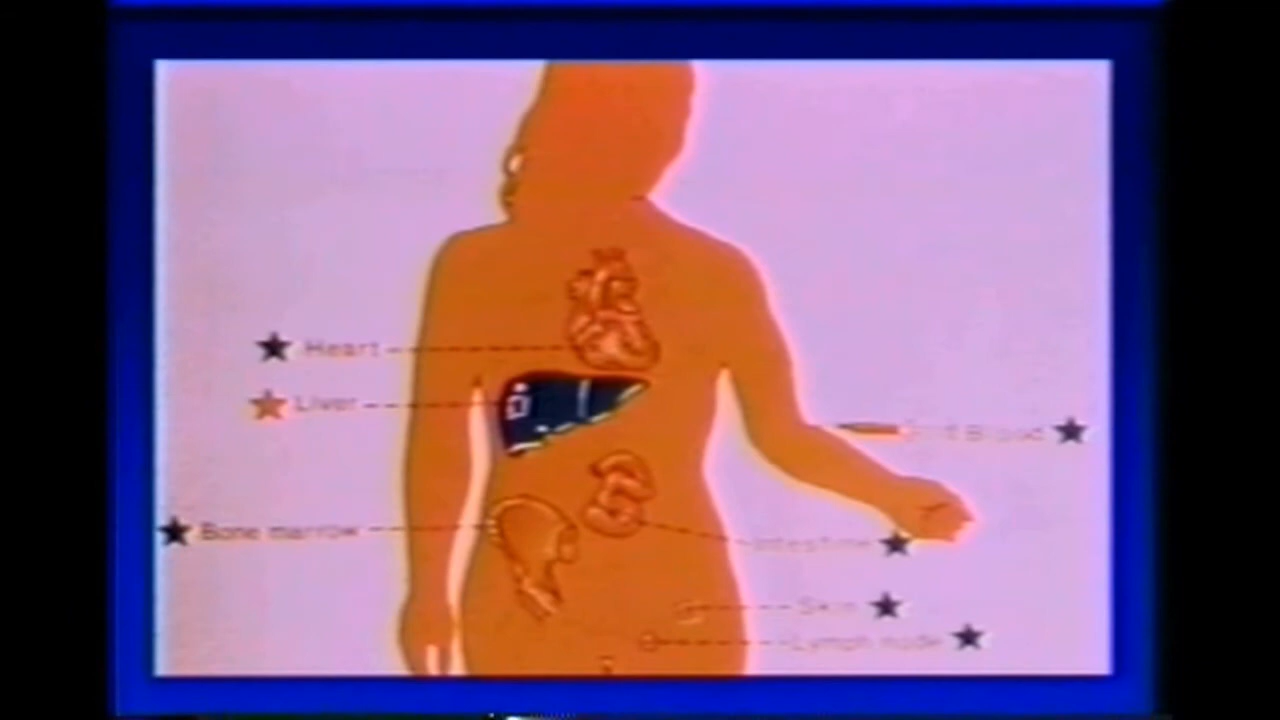 Heart
Liver
Blood
Bone marrow
Intestine
Skin
Lymph node